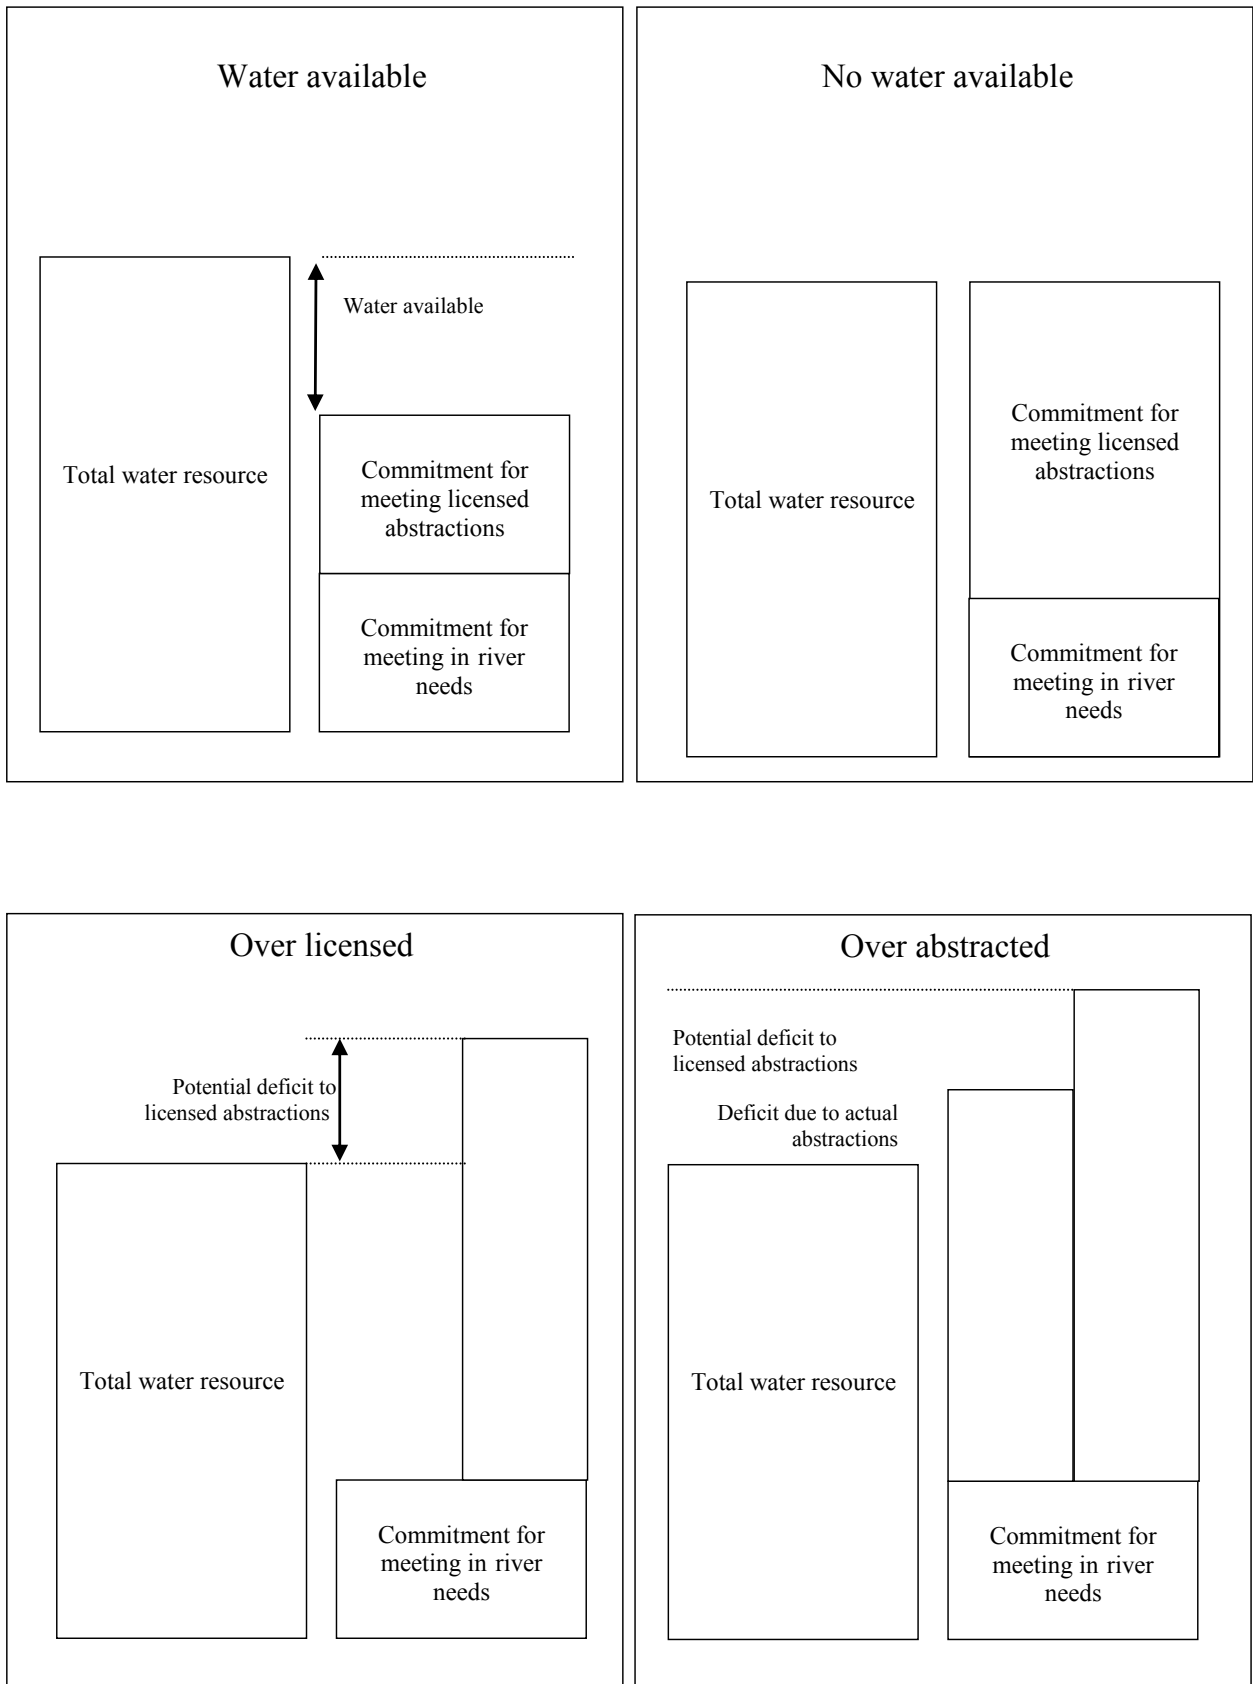 Water available
Water available
Total water resource
Commitment for
meeting licensed
abstractions
Commitment for
meeting in river
needs
No water available
Total water resource
Commitment for
meeting licensed
abstractions
Commitment for
meeting in river
needs
Over licensed
Potential deficit to
licensed abstractions
Total water resource
Commitment for
meeting in river
needs
Over abstracted
Potential deficit to
licensed abstractions
Deficit due to actual
abstractions
Total water resource
Commitment for
meeting in river
needs